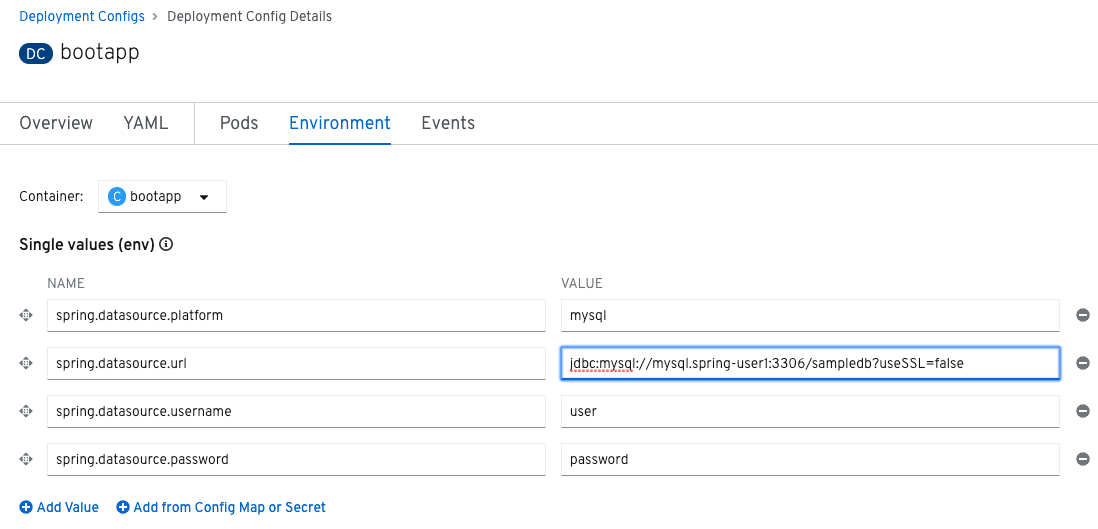 Deployment Configs > Deployment Config Details
DC bootapp
Overview YAML Pods Environment Events
Container: C bootapp
Single values (env)
NAME VALUE
spring.datasource.platform mysql
spring.datasource.url jdbc:mysql://mysql.spring-user1:3306/sampledb?useSSL=false
spring.datasource.username user
spring.datasource.password password
Add Value Add from Config Map or Secret